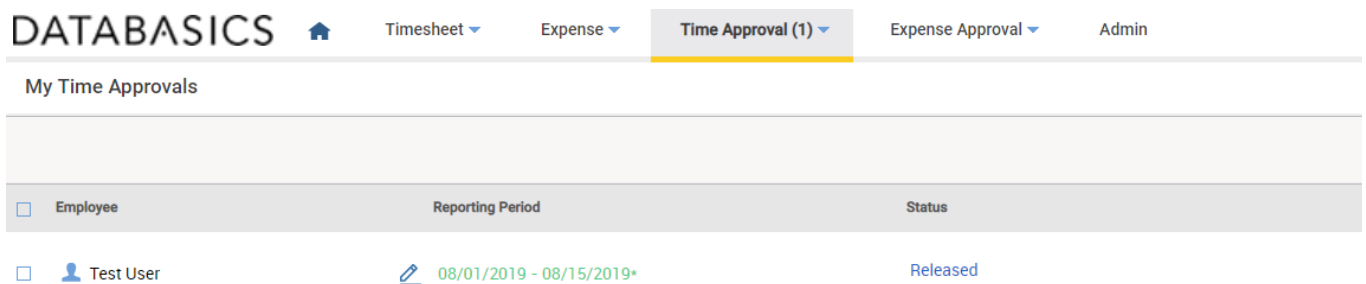 DATABASICS Timesheet Expense Time Approval (1) Expense Approval Admin
My Time Approvals
Employee Reporting Period Status
Test User 08/01/2019 - 08/15/2019* Released